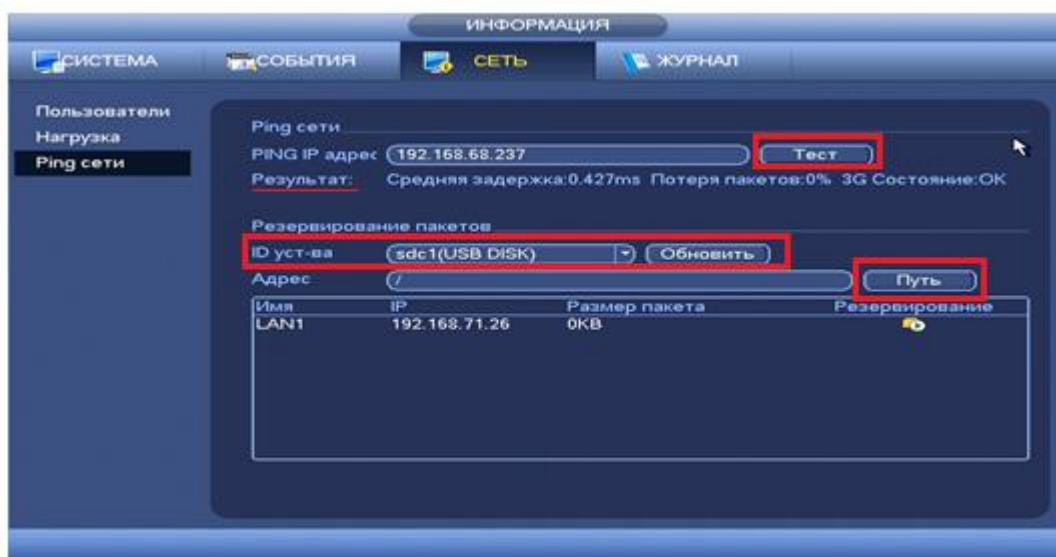 ИНФОРМАЦИЯ
СИСТЕМА СОБЫТИЯ СЕТЬ ЖУРНАЛ
Пользователи
Нагрузка
Ping сети
Ping сети
PING IP адрес 192.168.68.237 Тест
Результат: Средняя задержка:0.427ms Потеря пакетов:0% 3G Состояние:OK
Резервирование пакетов
ID уст-ва sdc1(USB DISK) Обновить
Адрес / Путь
Имя IP Размер пакета Резервирование
LAN1 192.168.71.26 0KB